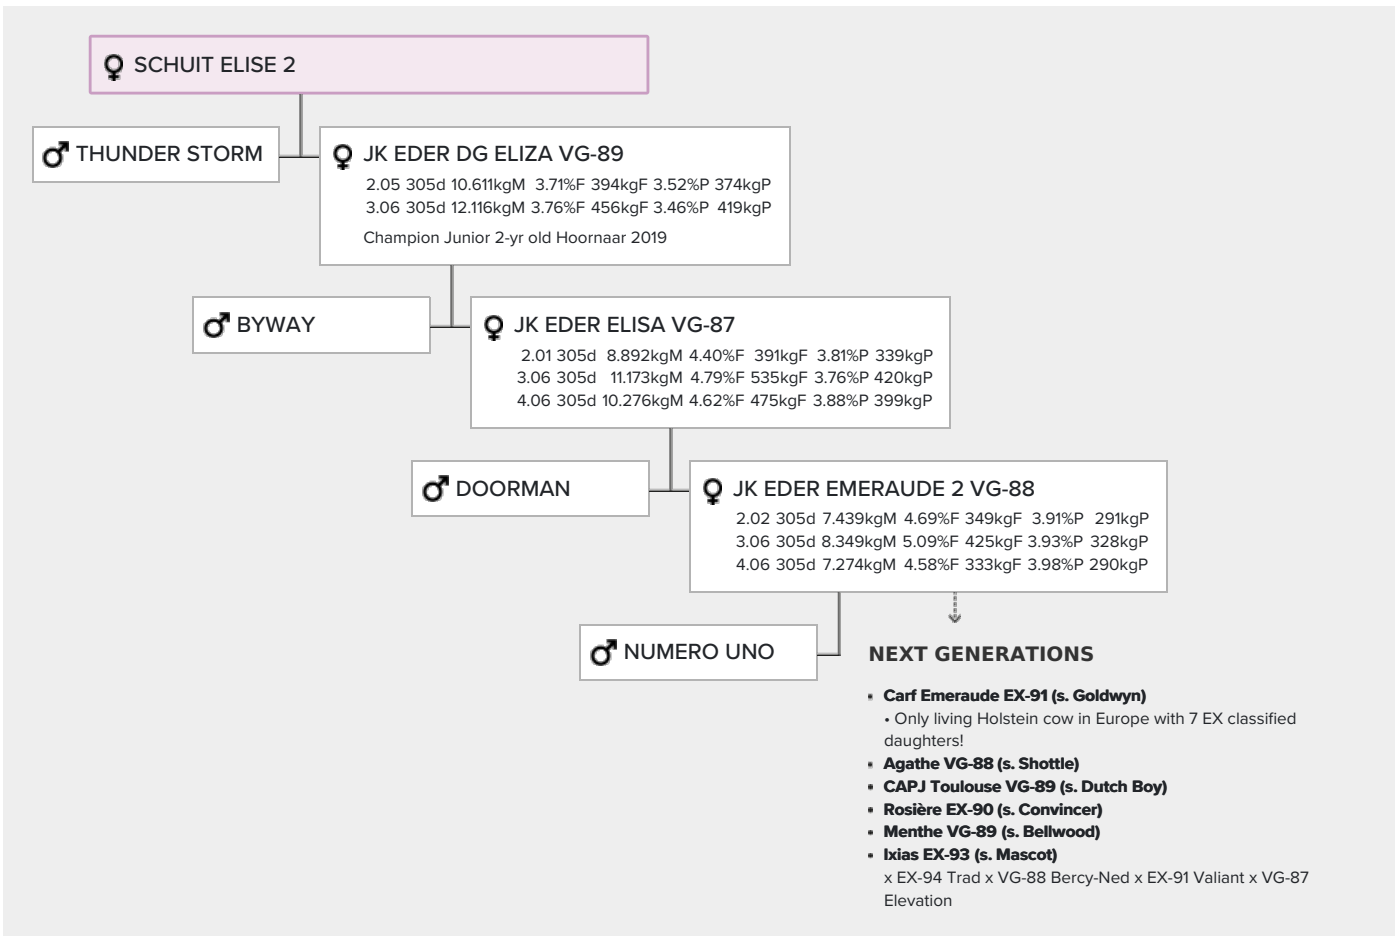 SCHUIT ELISE 2
THUNDER STORM
JK EDER DG ELIZA VG-89
2.05 305d 10.611kgM 3.71%F 394kgF 3.52%P 374kgP
3.06 305d 12.116kgM 3.76%F 456kgF 3.46%P 419kgP
Champion Junior 2-yr old Hoornaar 2019
BYWAY
JK EDER ELISA VG-87
2.01 305d 8.892kgM 4.40%F 391kgF 3.81%P 339kgP
3.06 305d 11.173kgM 4.79%F 535kgF 3.76%P 420kgP
4.06 305d 10.276kgM 4.62%F 475kgF 3.88%P 399kgP
DOORMAN
JK EDER EMERAUDE 2 VG-88
2.02 305d 7.439kgM 4.69%F 349kgF 3.91%P 291kgP
3.06 305d 8.349kgM 5.09%F 425kgF 3.93%P 328kgP
4.06 305d 7.274kgM 4.58%F 333kgF 3.98%P 290kgP
NUMERO UNO
NEXT GENERATIONS
▪ Carf Emeraude EX-91 (s. Goldwyn)
• Only living Holstein cow in Europe with 7 EX classified
daughters!
▪ Agathe VG-88 (s. Shottle)
▪ CAPJ Toulouse VG-89 (s. Dutch Boy)
▪ Rosière EX-90 (s. Convincer)
▪ Menthe VG-89 (s. Bellwood)
▪ Ixias EX-93 (s. Mascot)
x EX-94 Trad x VG-88 Bercy-Ned x EX-91 Valiant x VG-87
Elevation